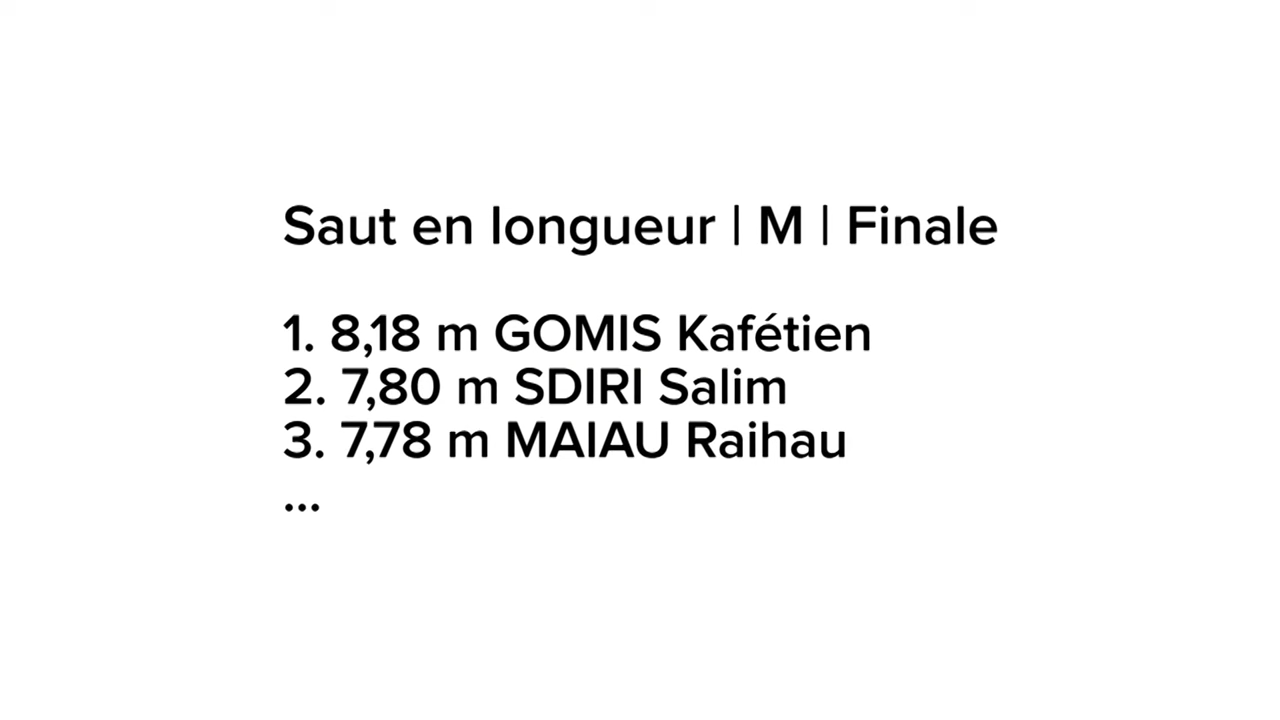 Saut en longueur | M | Finale
1. 8,18 m GOMIS Kafétien
2. 7,80 m SDIRI Salim
3. 7,78 m MAIAU Raihau
...